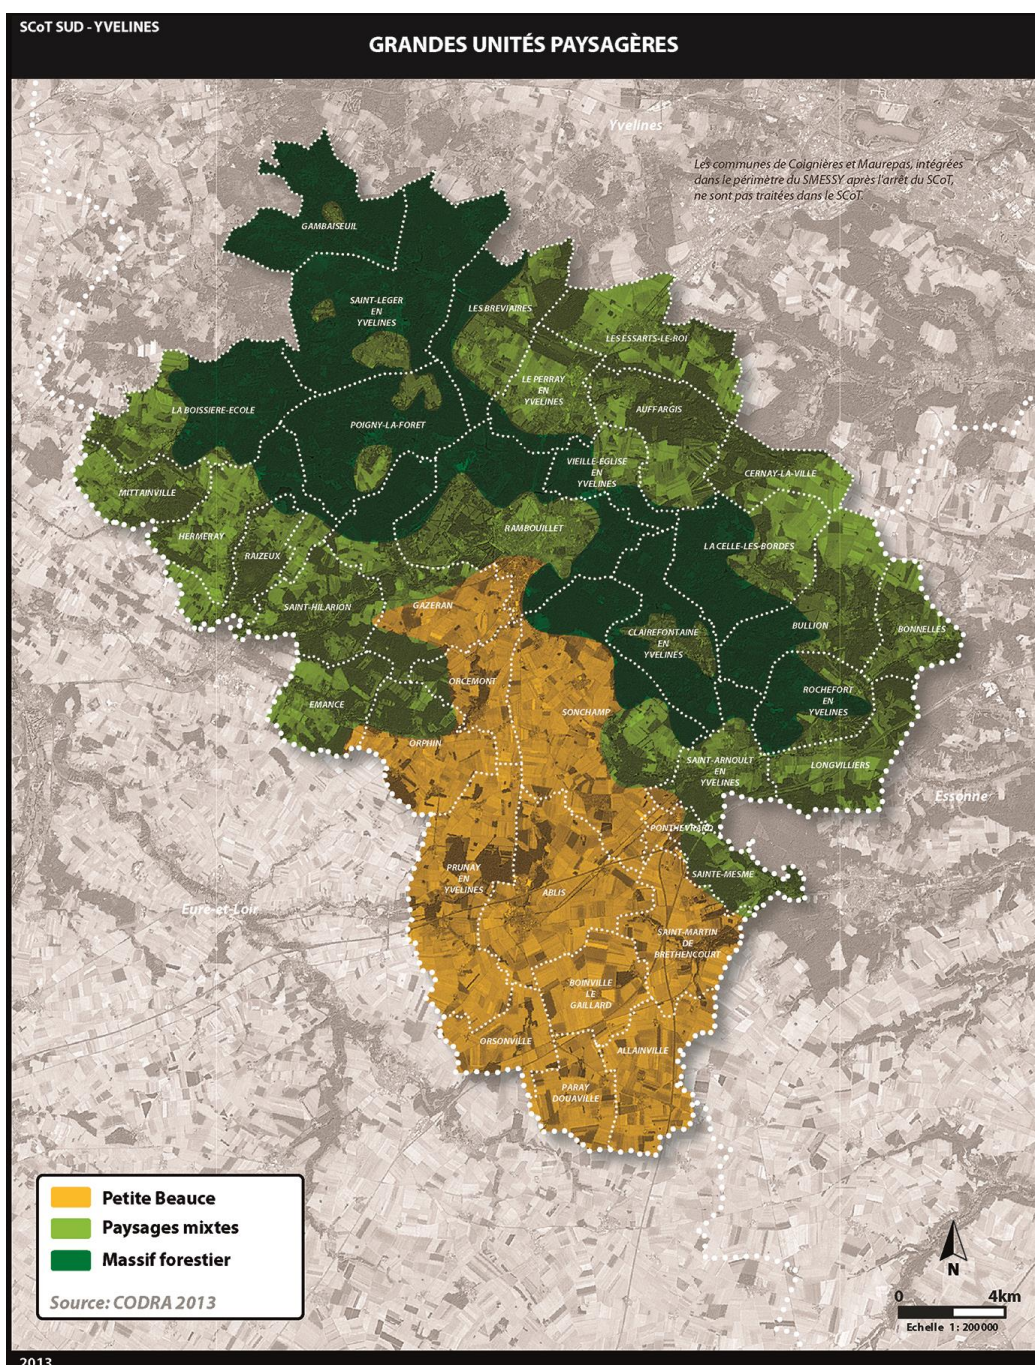 SCoT SUD - YVELINES
GRANDES UNITÉS PAYSAGÈRES
Yvelines
Les communes de Coignières et Maurepas, intégrées
dans le périmètre du SMESSY après l'arrêt du SCoT,
ne sont pas traitées dans le SCoT.
GAMBAISEUIL
SAINT-LEGER
EN
YVELINES
LES BREVIAIRES
LES ESSARTS-LE-ROI
LE PERRAY
EN
YVELINES
LA BOISSIERE-ECOLE
AUFFARGIS
POIGNY-LA-FORET
VIEILLE-EGLISE
EN
YVELINES
CERNAY-LA-VILLE
MITTAINVILLE
HERMERAY
RAIZEUX
RAMBOUILLET
LA CELLE-LES-BORDES
SAINT-HILARION
GAZERAN
CLAIREFONTAINE
EN
YVELINES
BULLION
BONNELLES
ORCEMONT
EMANCE
SONCHAMP
ROCHEFORT
EN
YVELINES
ORPHIN
SAINT-ARNOULT
EN
YVELINES
LONGVILLIERS
Essonne
PONTHEVRARD
PRUNAY
EN
YVELINES
ABLIS
SAINTE-MESME
Eure-et-Loir
SAINT-MARTIN
DE
BRETHENCOURT
BOINVILLE
LE
GAILLARD
ORSONVILLE
ALLAINVILLE
PARAY
DOUAVILLE
Petite Beauce
Paysages mixtes
Massif forestier
Source: CODRA 2013
N
0 4km
Echelle 1 : 200 000
2013